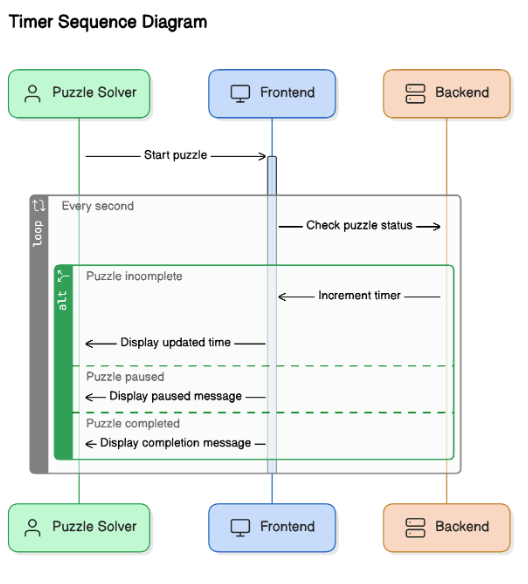 Timer Sequence Diagram
Puzzle Solver
Frontend
Backend
Start puzzle
loop
Every second
Check puzzle status
alt
Puzzle incomplete
Increment timer
Display updated time
Puzzle paused
Display paused message
Puzzle completed
Display completion message
Puzzle Solver
Frontend
Backend